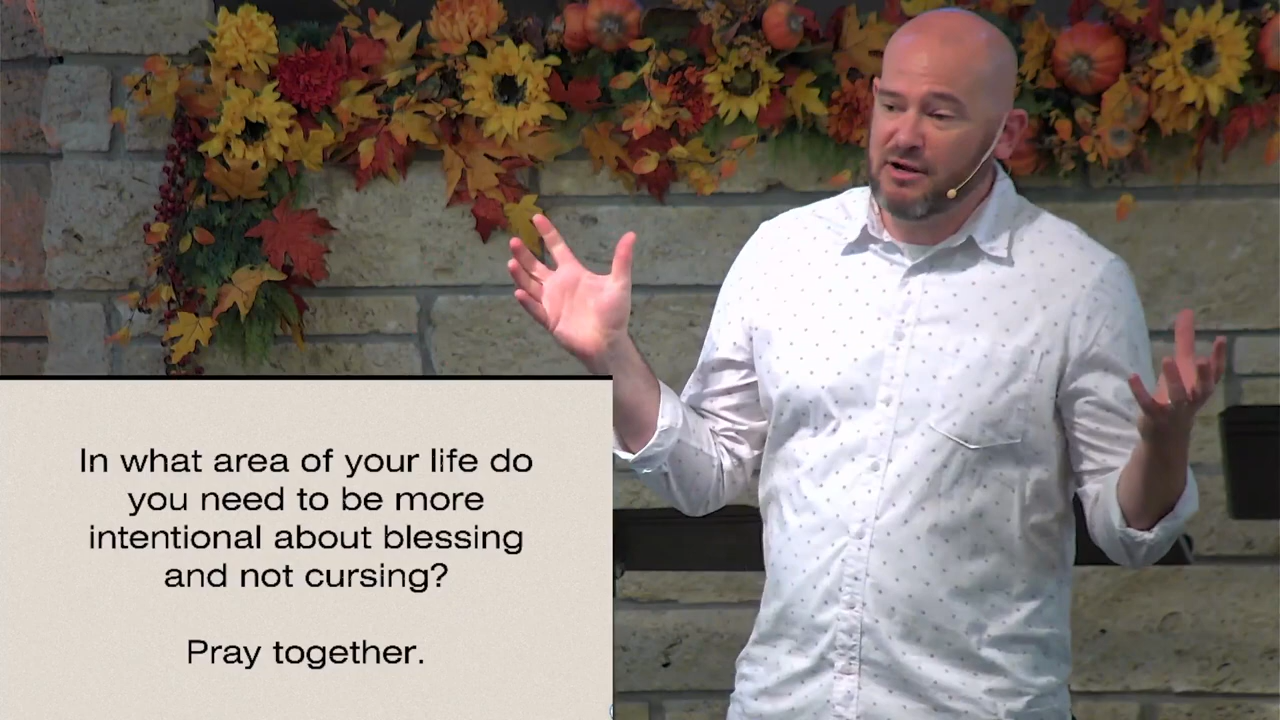 In what area of your life do
you need to be more
intentional about blessing
and not cursing?
Pray together.